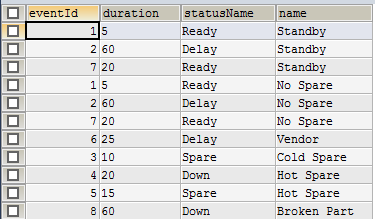 eventId duration statusName name
1 5 Ready Standby
2 60 Delay Standby
7 20 Ready Standby
1 5 Ready No Spare
2 60 Delay No Spare
7 20 Ready No Spare
6 25 Delay Vendor
3 10 Spare Cold Spare
4 20 Down Hot Spare
5 15 Spare Hot Spare
8 60 Down Broken Part